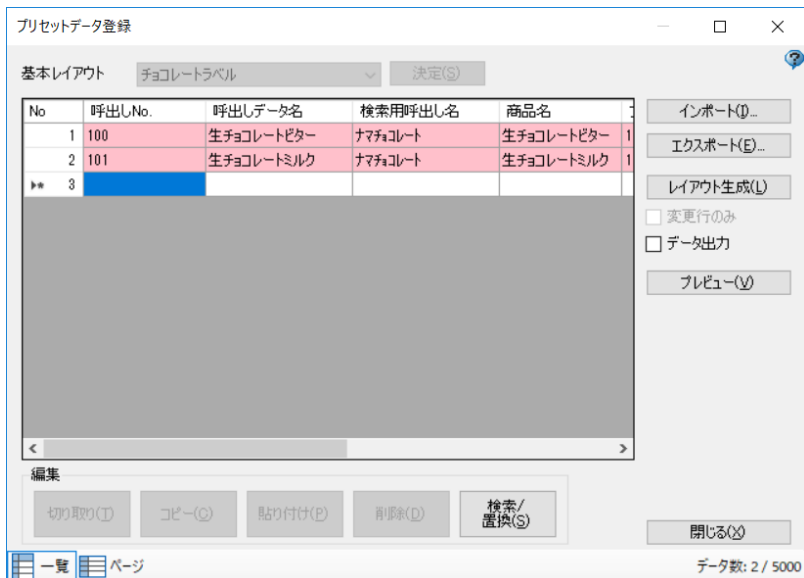 プリセットデータ登録
基本レイアウト チョコレートラベル 決定(S)
No 呼出しNo. 呼出しデータ名 検索用呼出し名 商品名
1 100 生チョコレートビター ナマチョコレート 生チョコレートビター 1
2 101 生チョコレートミルク ナマチョコレート 生チョコレートミルク 1
3
インポート(I)...
エクスポート(E)...
レイアウト生成(L)
変更行のみ
データ出力
プレビュー(V)
編集
切り取り(T) コピー(C) 貼り付け(P) 削除(D) 検索/
置換(S)
閉じる(X)
一覧 ページ データ数: 2 / 5000